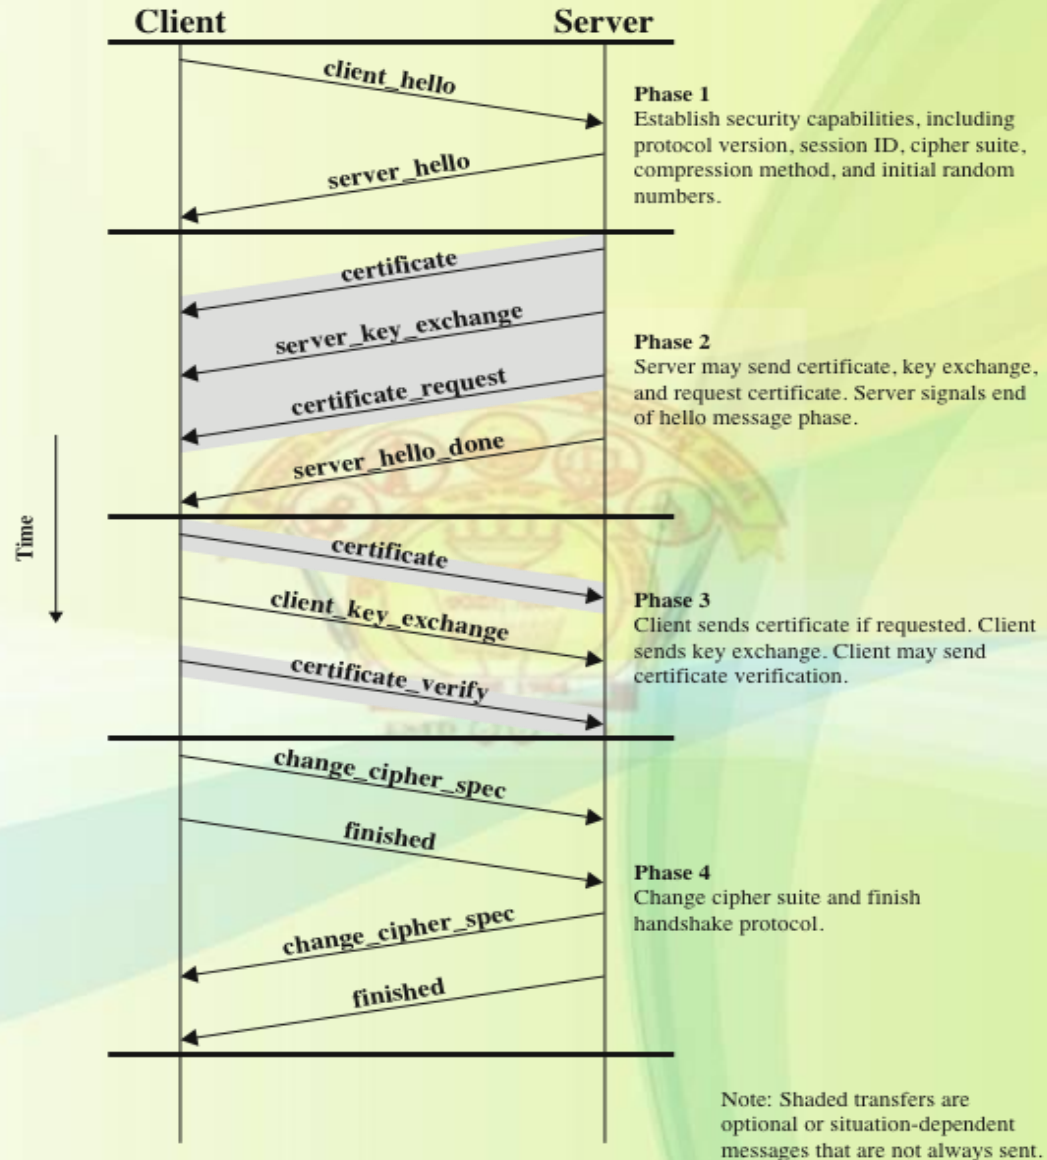 Client
Server
client_hello
server_hello
Phase 1
Establish security capabilities, including
protocol version, session ID, cipher suite,
compression method, and initial random
numbers.
certificate
server_key_exchange
certificate_request
server_hello_done
Phase 2
Server may send certificate, key exchange,
and request certificate. Server signals end
of hello message phase.
Time
certificate
client_key_exchange
certificate_verify
Phase 3
Client sends certificate if requested. Client
sends key exchange. Client may send
certificate verification.
change_cipher_spec
finished
change_cipher_spec
finished
Phase 4
Change cipher suite and finish
handshake protocol.
Note: Shaded transfers are
optional or situation-dependent
messages that are not always sent.